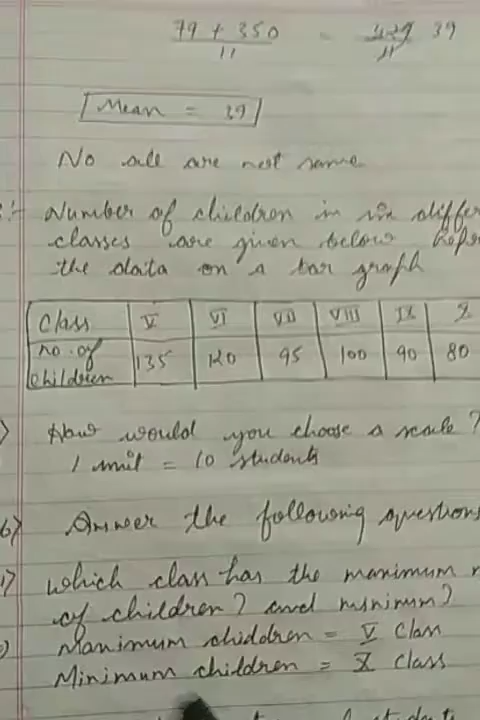 79 + 350 = 429 39
11 11
Mean = 39
No all are not same
:- Number of children in six differ
classes are given below Repr
the data on a bar graph
Class V VI VII VIII IX X
no. of children 135 120 95 100 90 80
) How would you choose a scale?
1 unit = 10 students
b) Answer the following questions
i) which class has the maximum n
of children? and minimum?
) Maximum children = V Class
Minimum children = X class